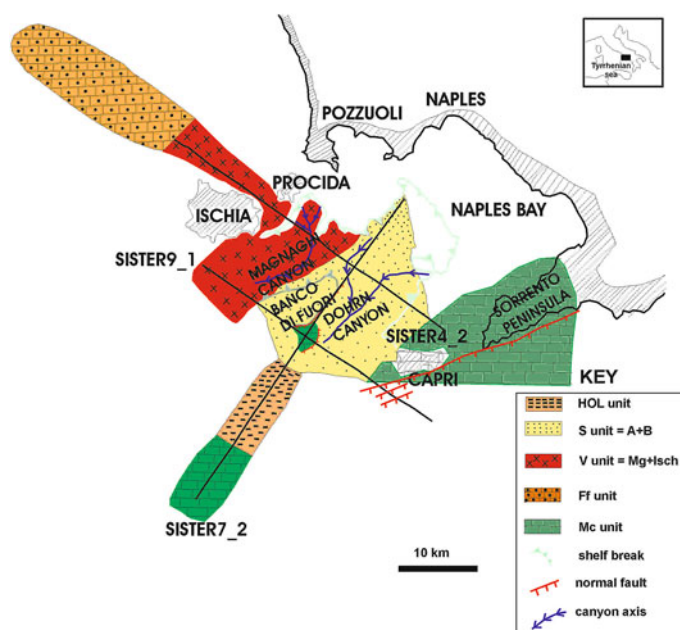 Tyrrhenian
sea
NAPLES
POZZUOLI
PROCIDA
ISCHIA
NAPLES BAY
SISTER9_1
MAGNAGHI
CANYON
BANCO
DI FUORI
DOHRN
CANYON
SORRENTO
PENINSULA
SISTER4_2
CAPRI
SISTER7_2
10 km
KEY
HOL unit
S unit = A+B
V unit = Mg+Isch
Ff unit
Mc unit
shelf break
normal fault
canyon axis